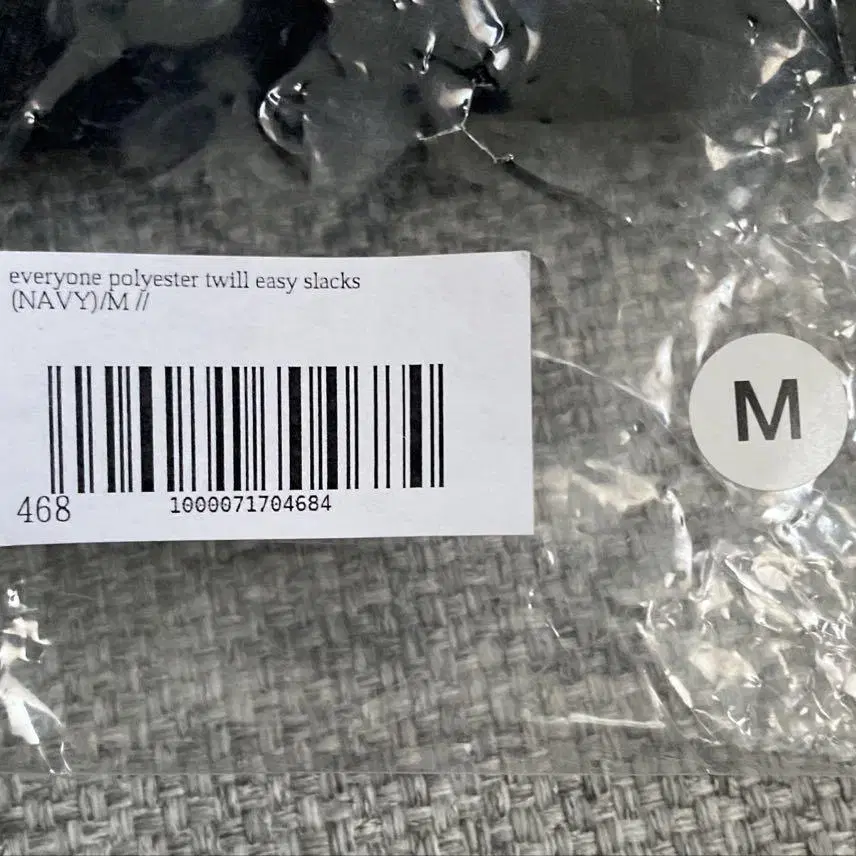 everyone polyester twill easy slacks
(NAVY)/M //
468
1000071704684
M